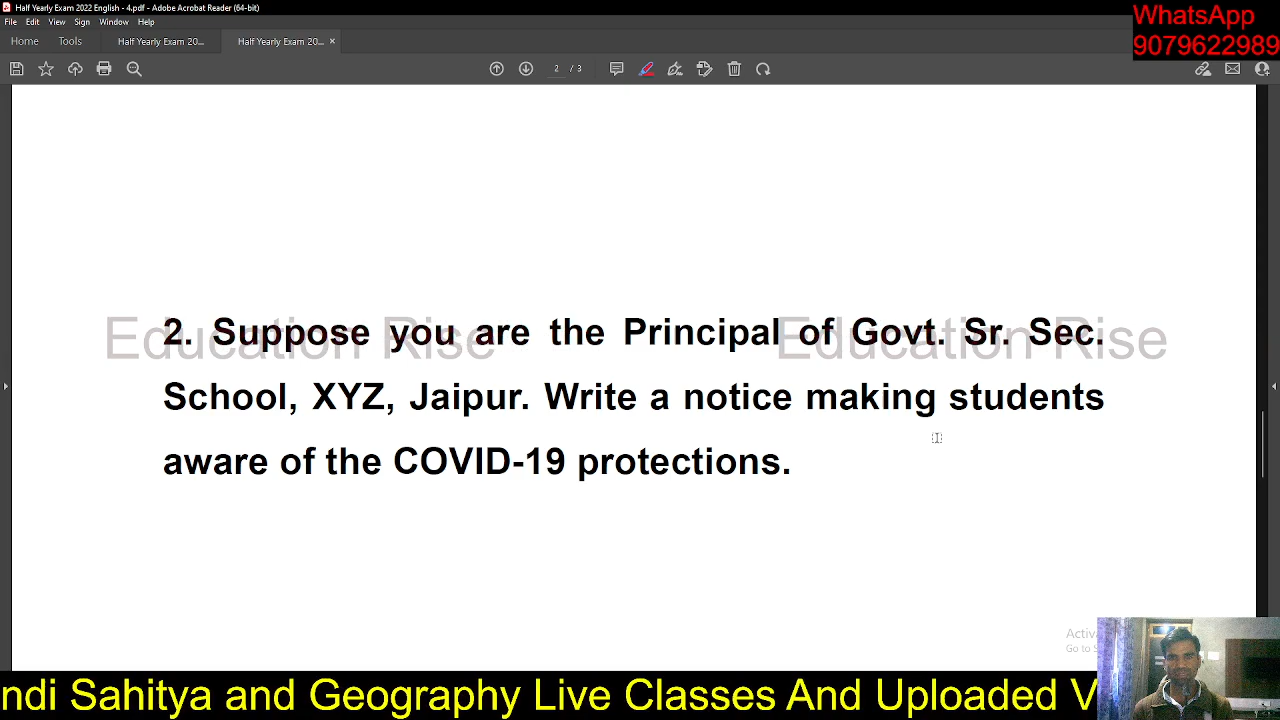 Half Yearly Exam 2022 English - 4.pdf - Adobe Acrobat Reader (64-bit)
File Edit View Sign Window Help
WhatsApp
9079622989
Home Tools Half Yearly Exam 20... Half Yearly Exam 20... ×
2 / 3
Education Rise Education Rise
2. Suppose you are the Principal of Govt. Sr. Sec.
School, XYZ, Jaipur. Write a notice making students
aware of the COVID-19 protections.
Activ
Go to S
ndi Sahitya and Geography Live Classes And Uploaded V